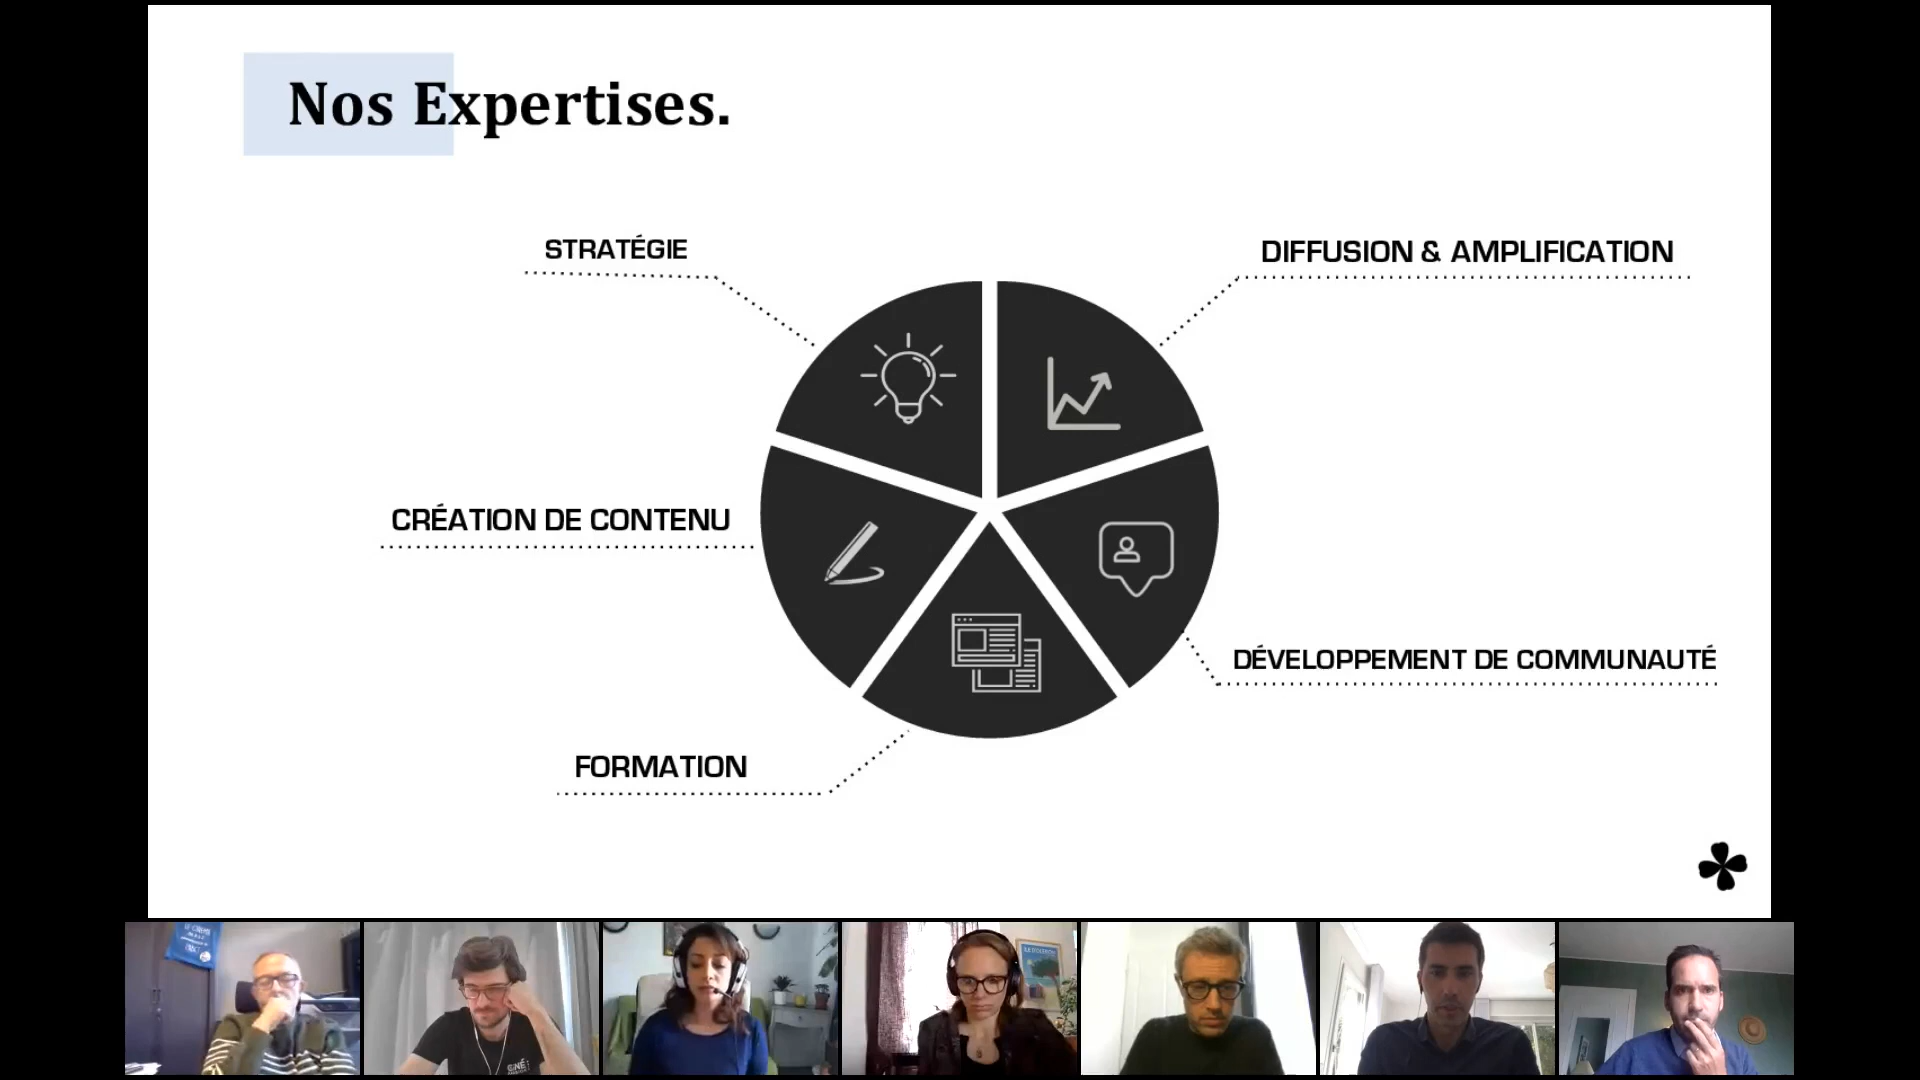 Nos Expertises.
STRATÉGIE
DIFFUSION & AMPLIFICATION
CRÉATION DE CONTENU
DÉVELOPPEMENT DE COMMUNAUTÉ
FORMATION